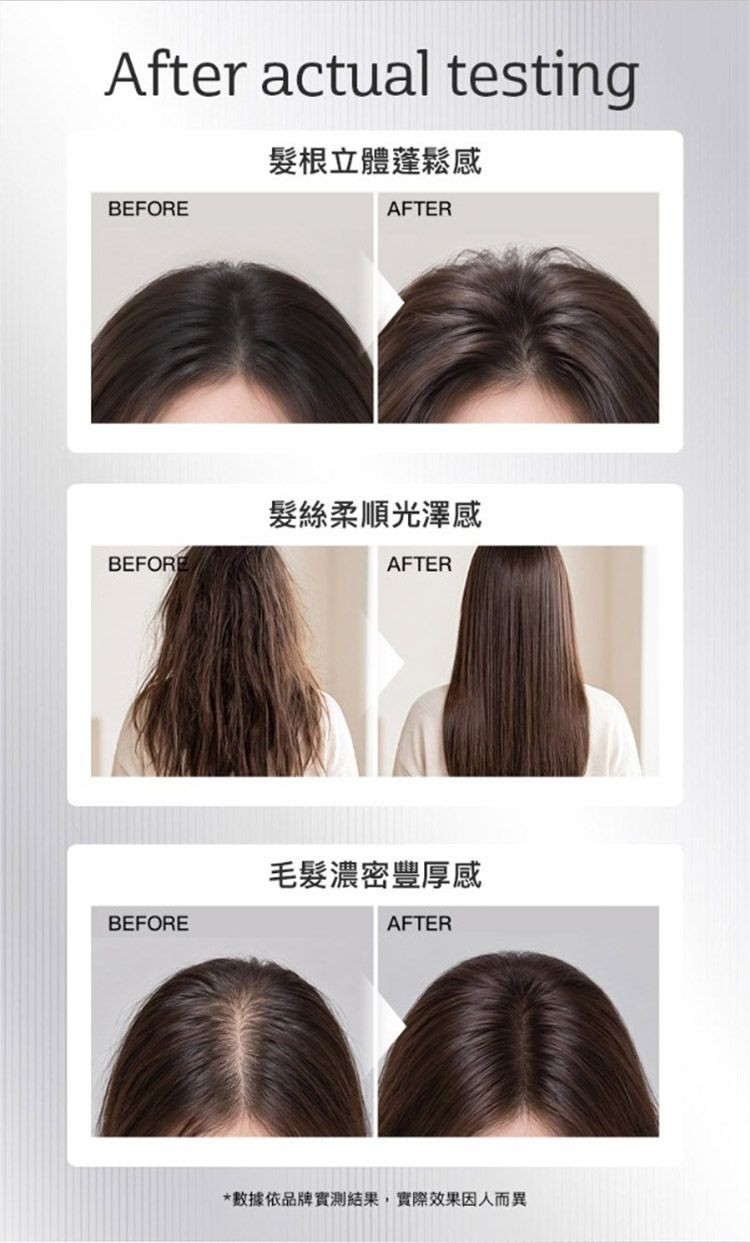 After actual testing
髮根立體蓬鬆感
BEFORE
AFTER
髮絲柔順光澤感
BEFORE
AFTER
毛髮濃密豐厚感
BEFORE
AFTER
*數據依品牌實測結果，實際效果因人而異